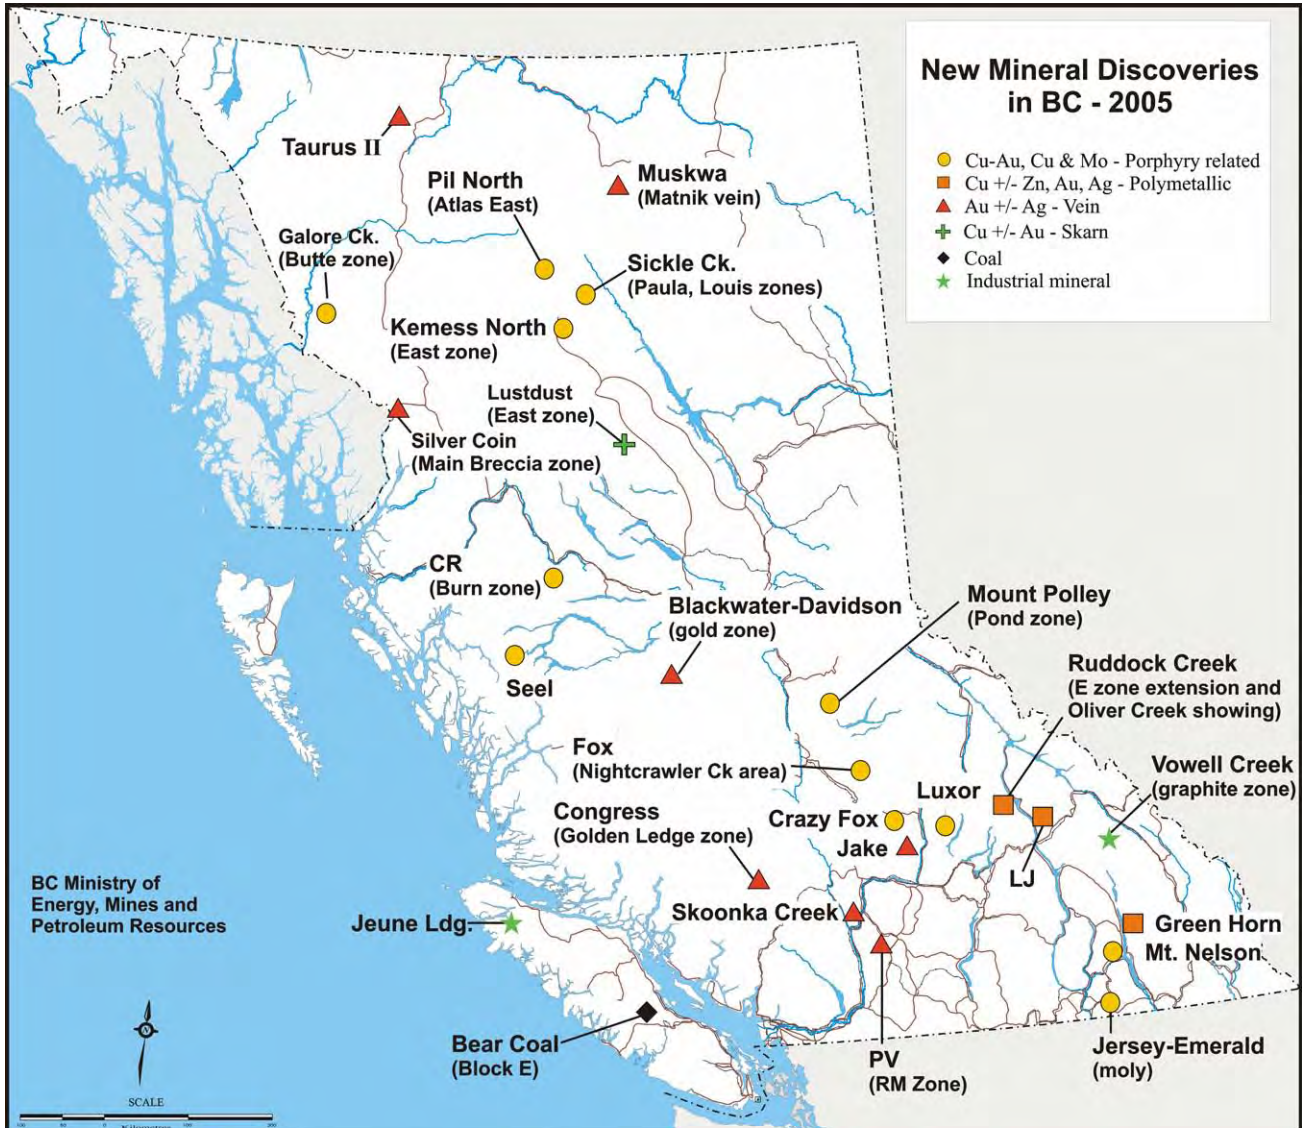 New Mineral Discoveries
in BC - 2005
Cu-Au, Cu & Mo - Porphyry related
Cu +/- Zn, Au, Ag - Polymetallic
Au +/- Ag - Vein
Cu +/- Au - Skarn
Coal
Industrial mineral
Taurus II
Pil North
(Atlas East)
Muskwa
(Matnik vein)
Galore Ck.
(Butte zone)
Sickle Ck.
(Paula, Louis zones)
Kemess North
(East zone)
Lustdust
(East zone)
Silver Coin
(Main Breccia zone)
CR
(Burn zone)
Blackwater-Davidson
(gold zone)
Mount Polley
(Pond zone)
Seel
Ruddock Creek
(E zone extension and
Oliver Creek showing)
Fox
(Nightcrawler Ck area)
Vowell Creek
(graphite zone)
Luxor
Congress
(Golden Ledge zone)
Crazy Fox
Jake
LJ
BC Ministry of
Energy, Mines and
Petroleum Resources
Jeune Ldg.
Skoonka Creek
Green Horn
Mt. Nelson
Bear Coal
(Block E)
PV
(RM Zone)
Jersey-Emerald
(moly)
N
SCALE